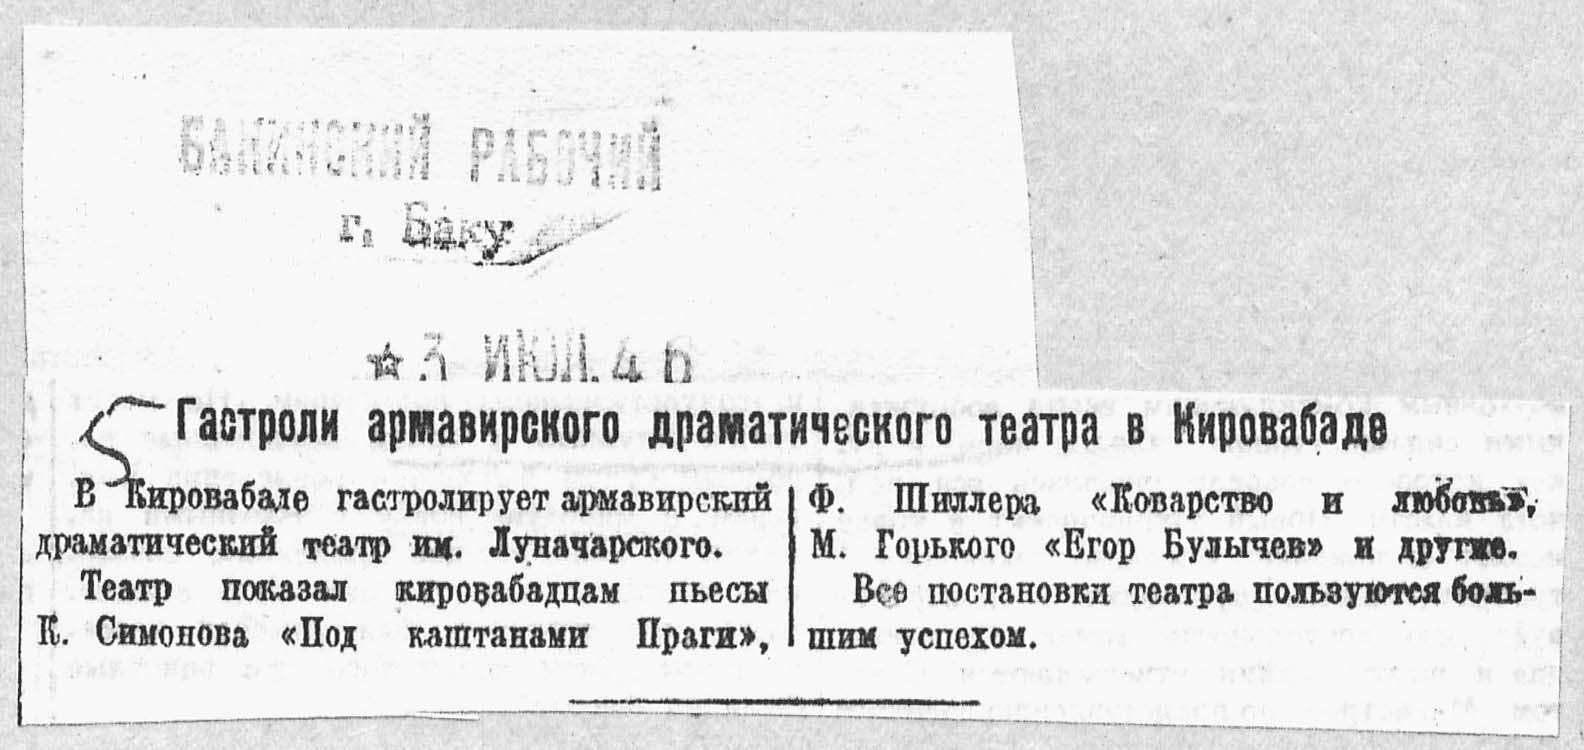 БАКИНСКИЙ РАБОЧИЙ
г. Баку
☆ 3 ИЮЛ. 46
Гастроли армавирского драматического театра в Кировабаде
В Кировабаде гастролирует армавирский
драматический театр им. Луначарского.
Театр показал кировабадцам пьесы
К. Симонова «Под каштанами Праги»,
Ф. Шиллера «Коварство и любовь»,
М. Горького «Егор Булычев» и другие.
Все постановки театра пользуются боль-
шим успехом.